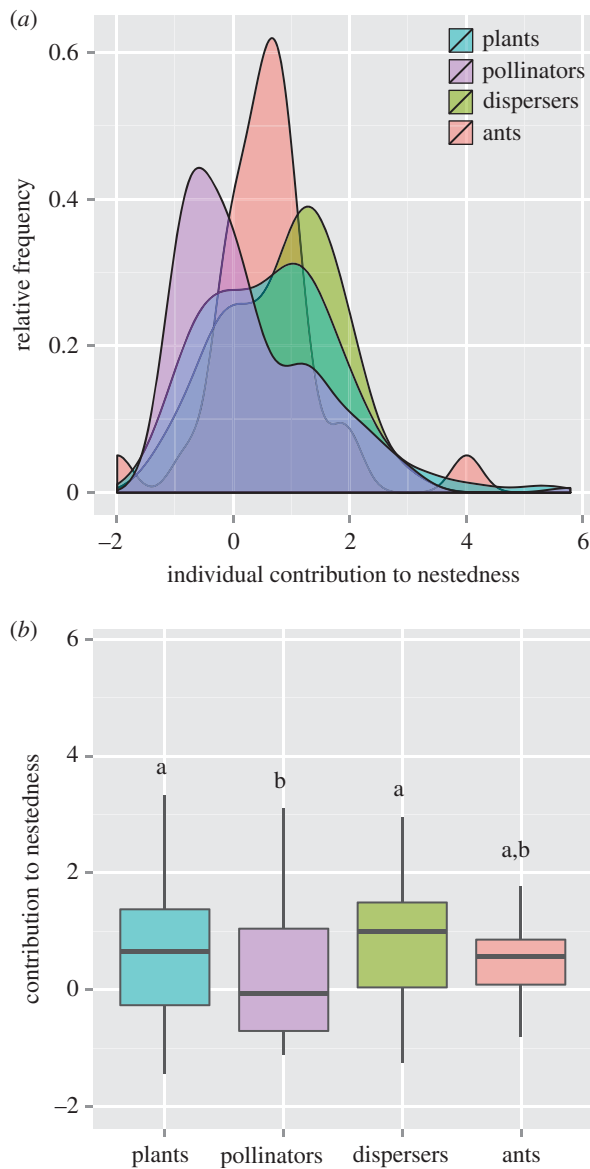 (a)
0.6
0.4
0.2
0
relative frequency
plants
pollinators
dispersers
ants
–2 0 2 4 6
individual contribution to nestedness
(b)
6
4
2
0
–2
contribution to nestedness
a b a a,b
plants pollinators dispersers ants